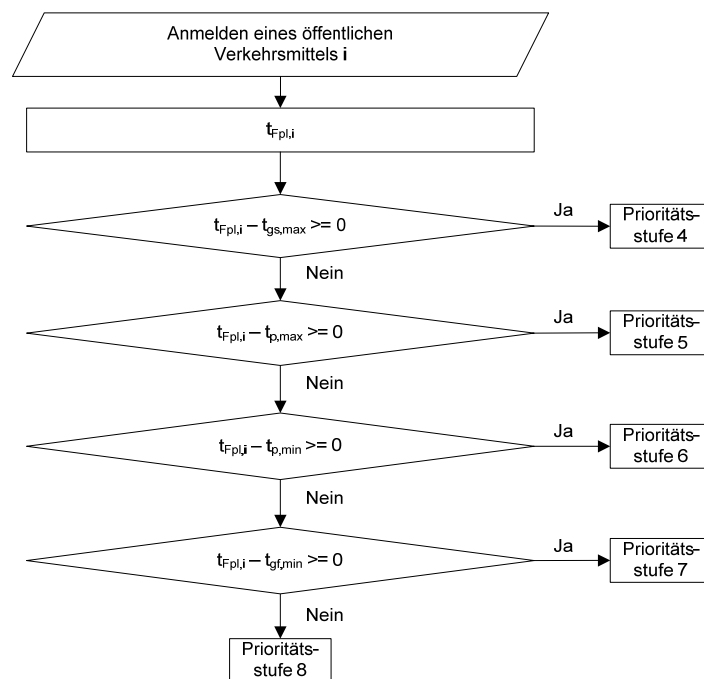 Anmelden eines öffentlichen
Verkehrsmittels i
tFpl,i
tFpl,i – tgs,max >= 0
Ja
Prioritäts-
stufe 4
Nein
tFpl,i – tp,max >= 0
Ja
Prioritäts-
stufe 5
Nein
tFpl,i – tp,min >= 0
Ja
Prioritäts-
stufe 6
Nein
tFpl,i – tgf,min >= 0
Ja
Prioritäts-
stufe 7
Nein
Prioritäts-
stufe 8